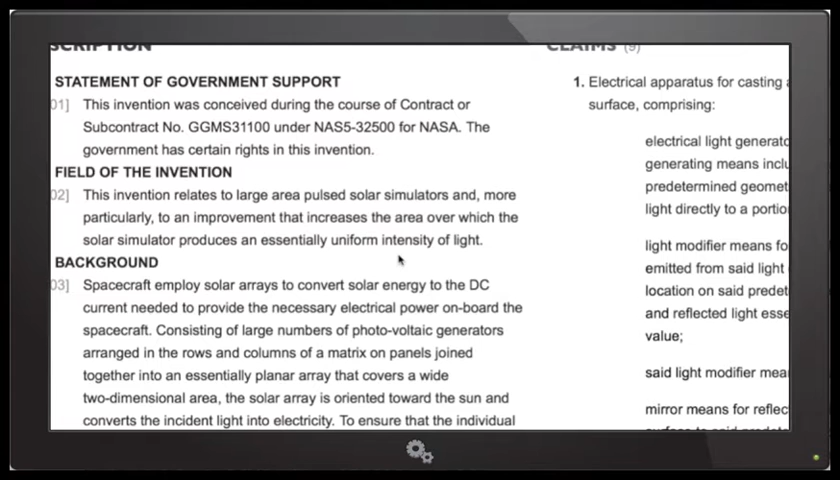 SCRIPTION
STATEMENT OF GOVERNMENT SUPPORT
01] This invention was conceived during the course of Contract or
Subcontract No. GGMS31100 under NAS5-32500 for NASA. The
government has certain rights in this invention.
FIELD OF THE INVENTION
02] This invention relates to large area pulsed solar simulators and, more
particularly, to an improvement that increases the area over which the
solar simulator produces an essentially uniform intensity of light.
BACKGROUND
03] Spacecraft employ solar arrays to convert solar energy to the DC
current needed to provide the necessary electrical power on-board the
spacecraft. Consisting of large numbers of photo-voltaic generators
arranged in the rows and columns of a matrix on panels joined
together into an essentially planar array that covers a wide
two-dimensional area, the solar array is oriented toward the sun and
converts the incident light into electricity. To ensure that the individual
CLAIMS (9)
1. Electrical apparatus for casting
surface, comprising:
electrical light generato
generating means inclu
predetermined geomet
light directly to a portio
light modifier means fo
emitted from said light
location on said predet
and reflected light esse
value;
said light modifier mea
mirror means for reflec